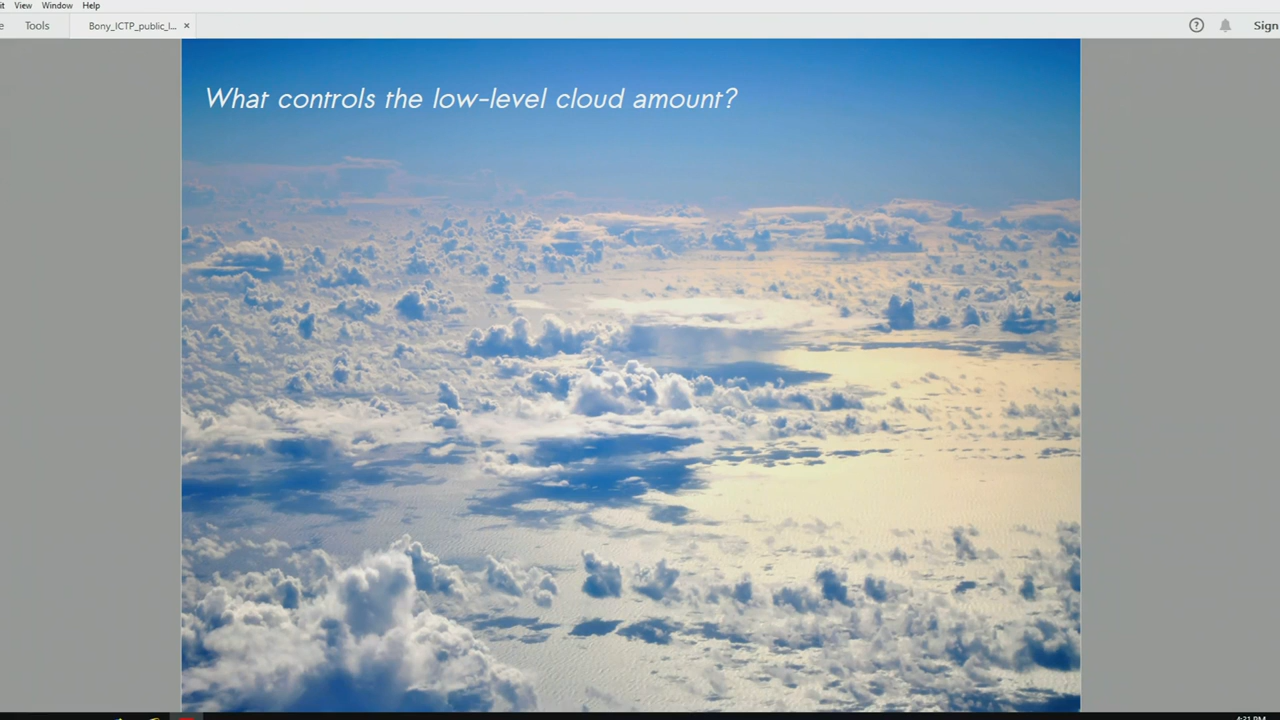 View Window Help
Tools
Bony_ICTP_public_l... ×
Sign
What controls the low-level cloud amount?